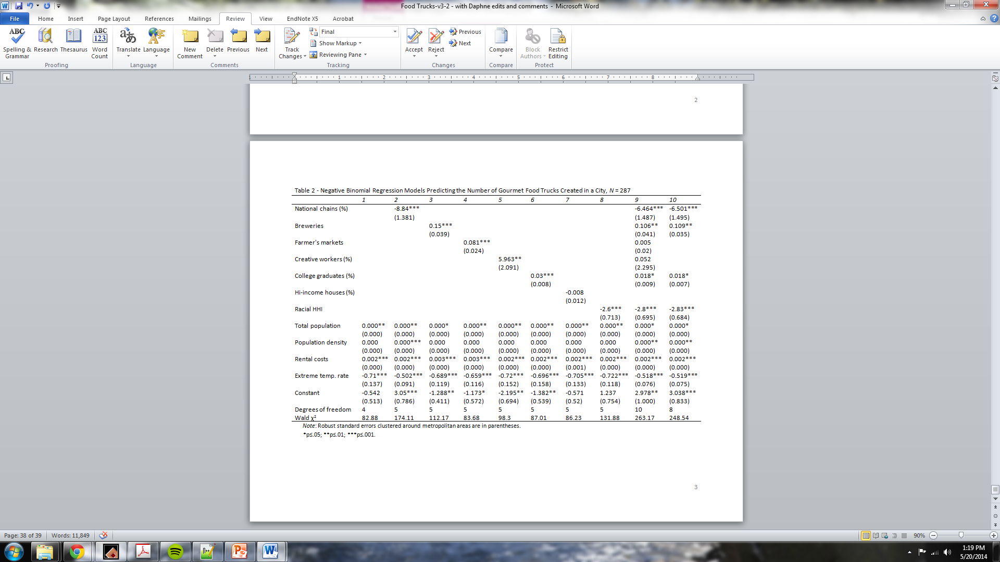 Food Trucks-v3-2 - with Daphne edits and comments - Microsoft Word
File Home Insert Page Layout References Mailings Review View EndNote X5 Acrobat
Spelling & Grammar Research Thesaurus Word Count Translate Language New Comment Delete Previous Next Track Changes Final Show Markup Reviewing Pane Accept Reject Previous Next Compare Block Authors Restrict Editing
Proofing Language Comments Tracking Changes Compare Protect
1 1 2 3 4 5 6 7 8
2
Table 2 - Negative Binomial Regression Models Predicting the Number of Gourmet Food Trucks Created in a City, N = 287
1 2 3 4 5 6 7 8 9 10
National chains (%) -8.84*** -6.464*** -6.501***
(1.381) (1.487) (1.495)
Breweries 0.15*** 0.106** 0.109**
(0.039) (0.041) (0.035)
Farmer's markets 0.081*** 0.005
(0.024) (0.02)
Creative workers (%) 5.963** 0.052
(2.091) (2.295)
College graduates (%) 0.03*** 0.018* 0.018*
(0.008) (0.009) (0.007)
Hi-income houses (%) -0.008
(0.012)
Racial HHI -2.6*** -2.8*** -2.83***
(0.713) (0.695) (0.684)
Total population 0.000** 0.000** 0.000* 0.000** 0.000** 0.000** 0.000** 0.000** 0.000* 0.000*
(0.000) (0.000) (0.000) (0.000) (0.000) (0.000) (0.000) (0.000) (0.000) (0.000)
Population density 0.000 0.000*** 0.000 0.000 0.000 0.000 0.000 0.000 0.000** 0.000**
(0.000) (0.000) (0.000) (0.000) (0.000) (0.000) (0.000) (0.000) (0.000) (0.000)
Rental costs 0.002*** 0.002*** 0.003*** 0.003*** 0.002*** 0.002*** 0.002*** 0.002*** 0.002*** 0.002***
(0.000) (0.000) (0.000) (0.000) (0.000) (0.000) (0.001) (0.000) (0.000) (0.000)
Extreme temp. rate -0.71*** -0.502*** -0.689*** -0.659*** -0.72*** -0.696*** -0.705*** -0.722*** -0.518*** -0.519***
(0.137) (0.091) (0.119) (0.116) (0.152) (0.158) (0.133) (0.118) (0.076) (0.075)
Constant -0.542 3.05*** -1.288** -1.173* -2.195** -1.382** -0.571 1.237 2.978** 3.038***
(0.513) (0.786) (0.411) (0.572) (0.694) (0.539) (0.52) (0.754) (1.000) (0.833)
Degrees of freedom 4 5 5 5 5 5 5 5 10 8
Wald χ² 82.88 174.11 112.17 83.68 98.3 87.01 86.23 131.88 263.17 248.54
Note: Robust standard errors clustered around metropolitan areas are in parentheses.
*p≤.05; **p≤.01; ***p≤.001.
3
Page: 38 of 39 Words: 11,849 90%
1:19 PM
5/20/2014